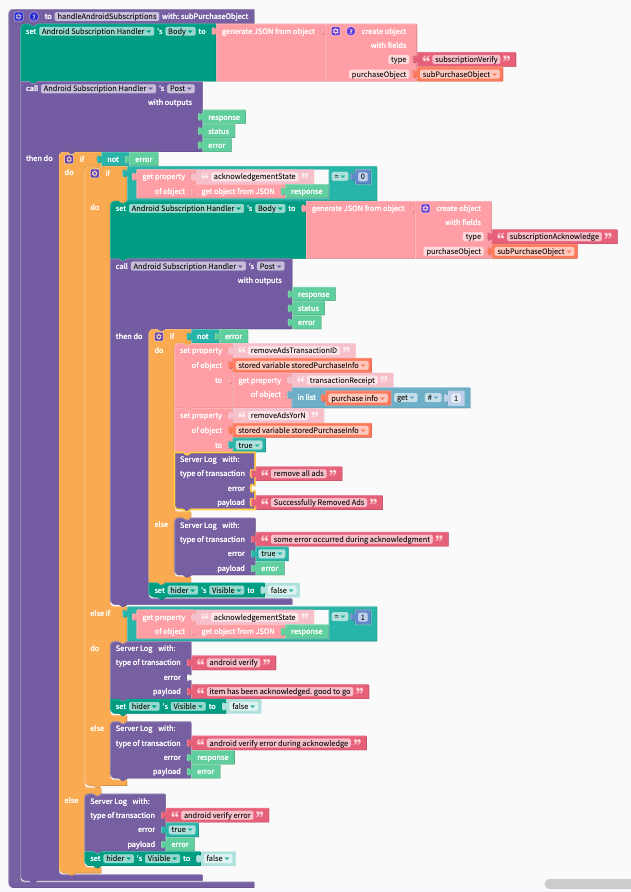 to handleAndroidSubscriptions with: subPurchaseObject
set Android Subscription Handler 's Body to generate JSON from object create object
with fields
type “ subscriptionVerify ”
purchaseObject subPurchaseObject
call Android Subscription Handler 's Post
with outputs
response
status
error
then do if not error
do if get property “ acknowledgementState ” = 0
of object get object from JSON response
do set Android Subscription Handler 's Body to generate JSON from object create object
with fields
type “ subscriptionAcknowledge ”
purchaseObject subPurchaseObject
call Android Subscription Handler 's Post
with outputs
response
status
error
then do if not error
do set property “ removeAdsTransactionID ”
of object stored variable storedPurchaseInfo
to get property “ transactionReceipt ”
of object in list purchase info get # 1
set property “ removeAdsYorN ”
of object stored variable storedPurchaseInfo
to true
Server Log with:
type of transaction “ remove all ads ”
error
payload “ Successfully Removed Ads ”
else Server Log with:
type of transaction “ some error occurred during acknowledgment ”
error true
payload error
set hider 's Visible to false
else if get property “ acknowledgementState ” = 1
of object get object from JSON response
do Server Log with:
type of transaction “ android verify ”
error
payload “ item has been acknowledged. good to go ”
set hider 's Visible to false
else Server Log with:
type of transaction “ android verify error during acknowledge ”
error response
payload error
else Server Log with:
type of transaction “ android verify error ”
error true
payload error
set hider 's Visible to false